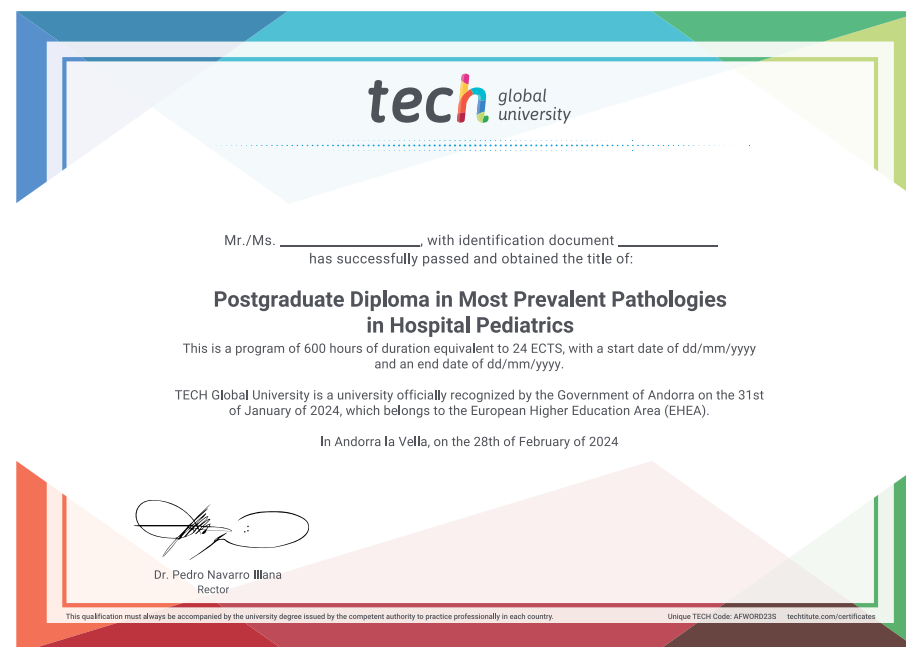 tech global
university
Mr./Ms. ____________, with identification document ____________
has successfully passed and obtained the title of:
Postgraduate Diploma in Most Prevalent Pathologies
in Hospital Pediatrics
This is a program of 600 hours of duration equivalent to 24 ECTS, with a start date of dd/mm/yyyy
and an end date of dd/mm/yyyy.
TECH Global University is a university officially recognized by the Government of Andorra on the 31st
of January of 2024, which belongs to the European Higher Education Area (EHEA).
In Andorra la Vella, on the 28th of February of 2024
Dr. Pedro Navarro Illana
Rector
This qualification must always be accompanied by the university degree issued by the competent authority to practice professionally in each country.
Unique TECH Code: AFWORD23S techtitute.com/certificates